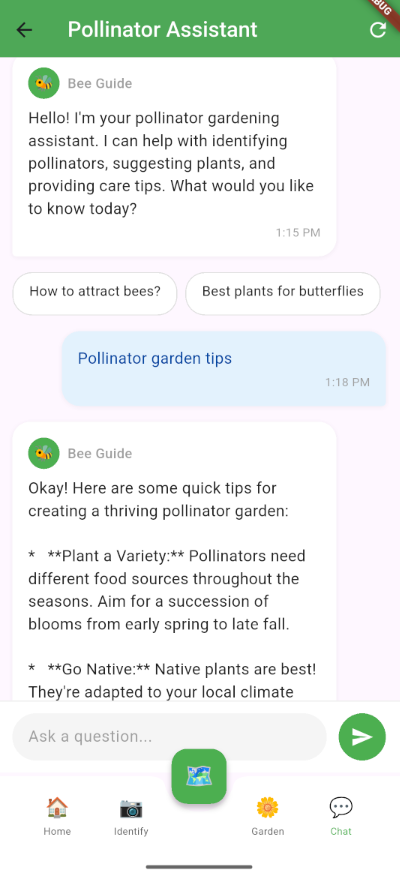 Pollinator Assistant
Bee Guide
Hello! I'm your pollinator gardening
assistant. I can help with identifying
pollinators, suggesting plants, and
providing care tips. What would you like
to know today?
1:15 PM
How to attract bees?
Best plants for butterflies
Pollinator garden tips
1:18 PM
Bee Guide
Okay! Here are some quick tips for
creating a thriving pollinator garden:
*   **Plant a Variety:** Pollinators need
different food sources throughout the
seasons. Aim for a succession of
blooms from early spring to late fall.
*   **Go Native:** Native plants are best!
They're adapted to your local climate
Ask a question...
Home
Identify
Garden
Chat